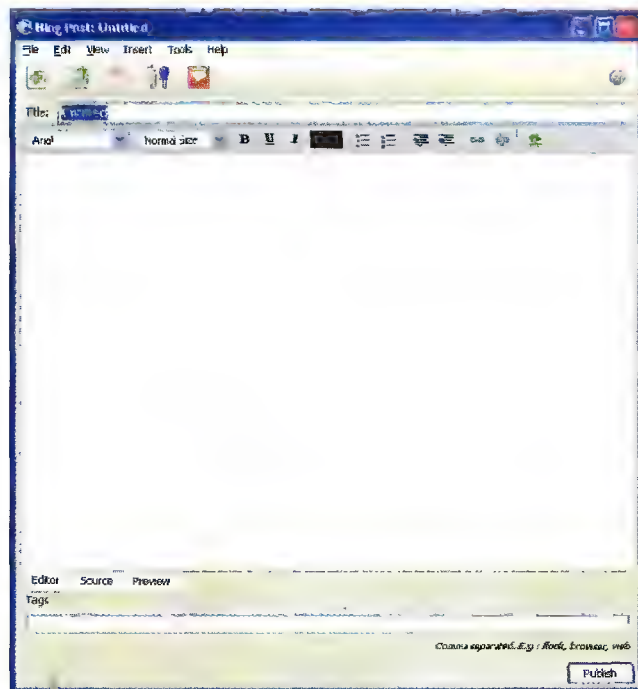 Blog Post: Untitled
File Edit View Insert Tools Help
Title: Untitled
Arial Normal size B U I
Editor Source Preview
Tags
Comma separated. E.g : flock, browser, web
Publish